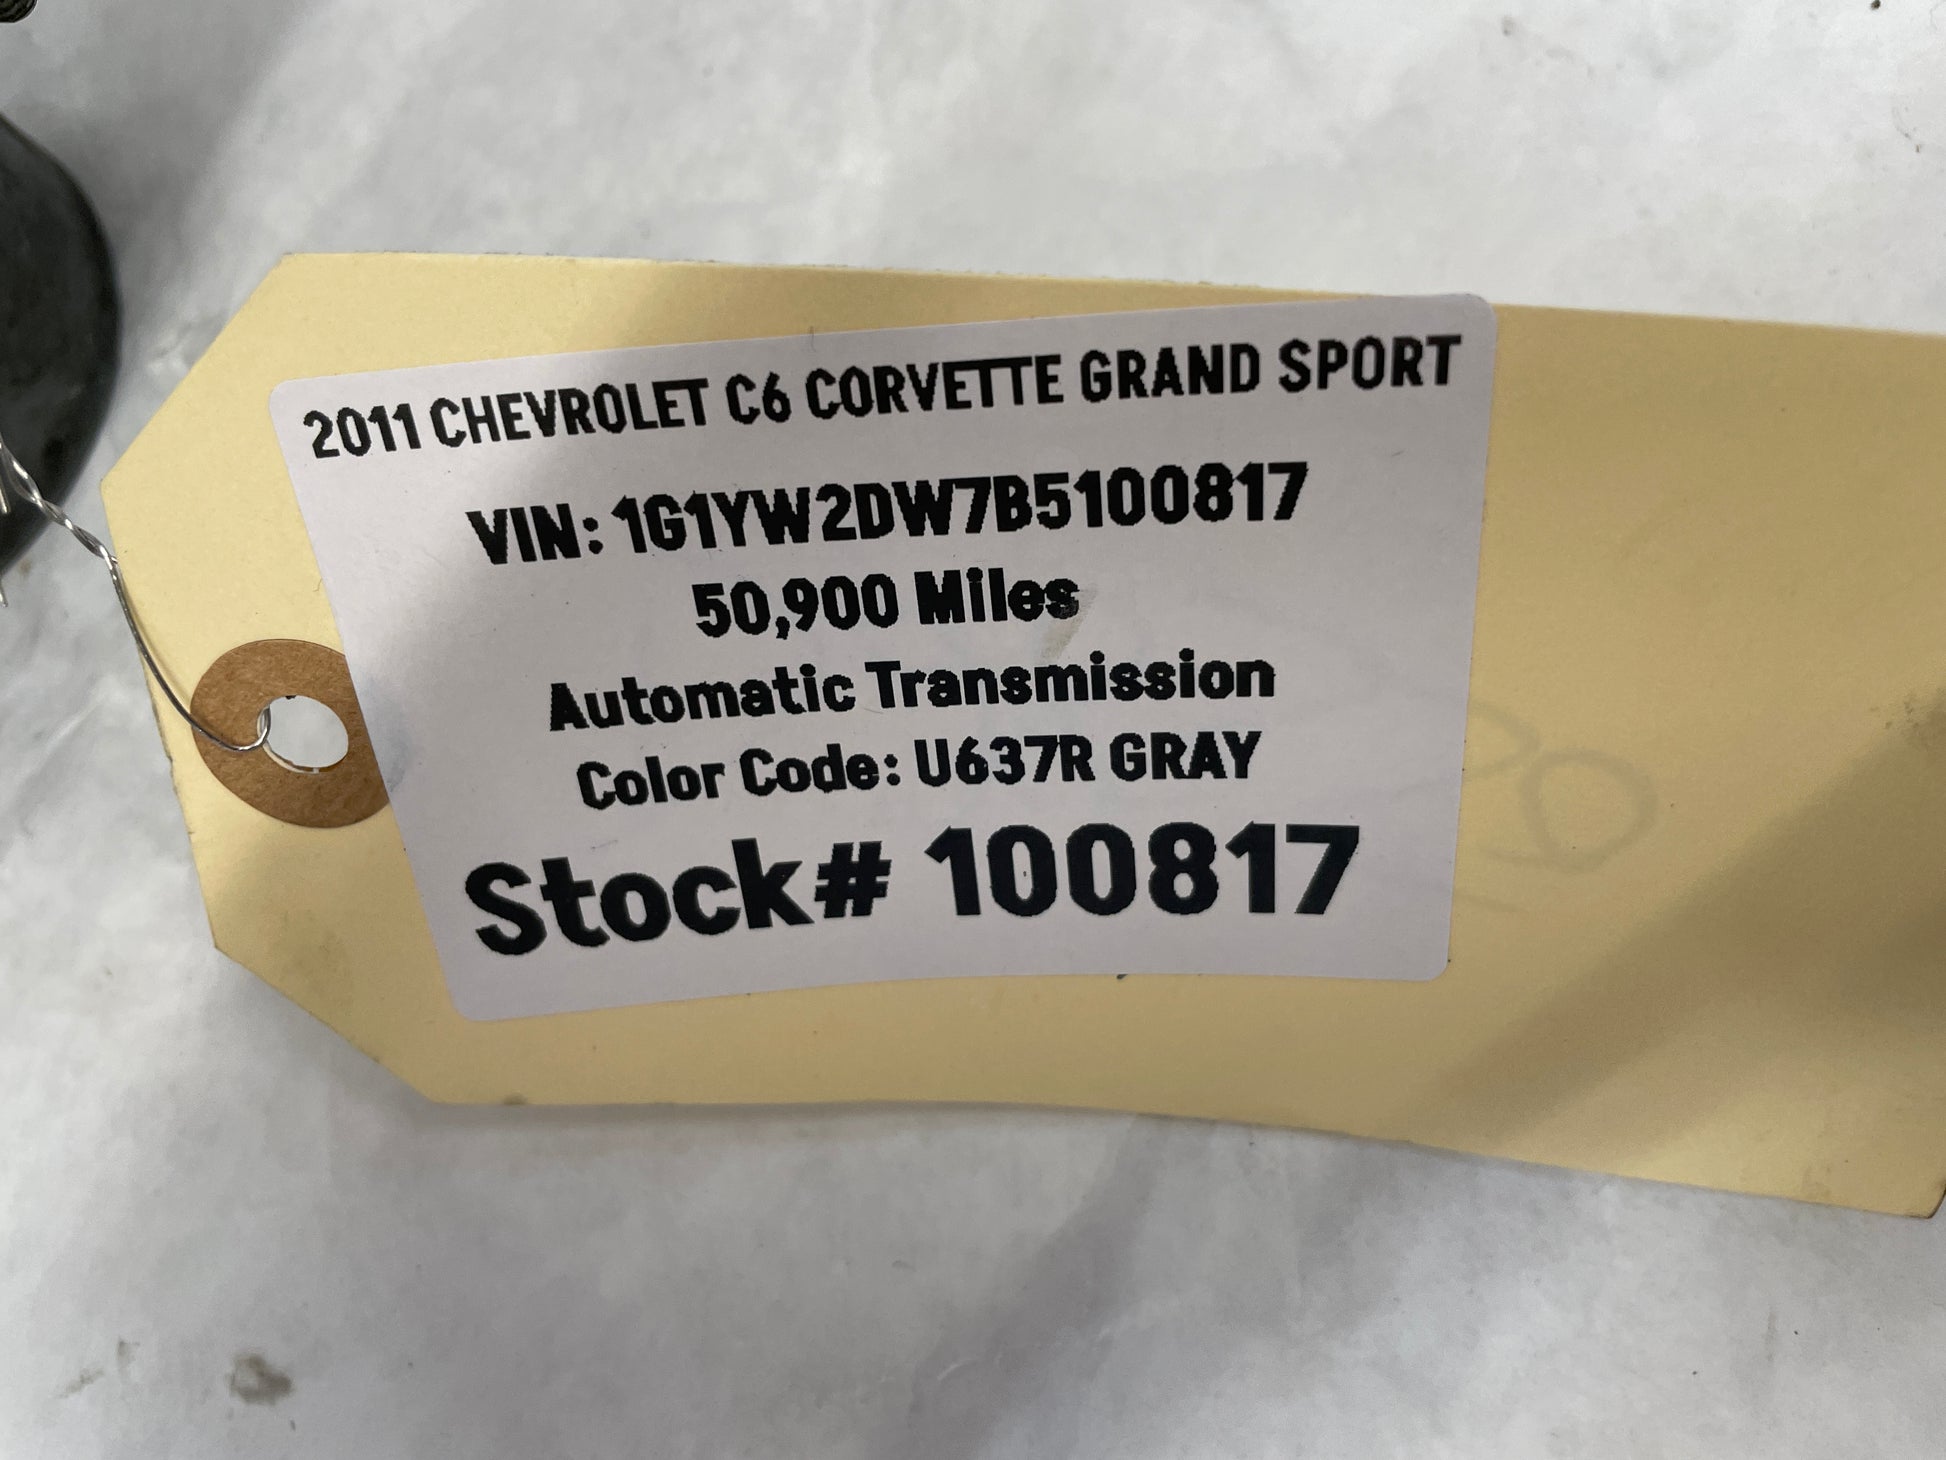 2011 CHEVROLET C6 CORVETTE GRAND SPORT
VIN: 1G1YW2DW7B5100817
50,900 Miles
Automatic Transmission
Color Code: U637R GRAY
Stock# 100817